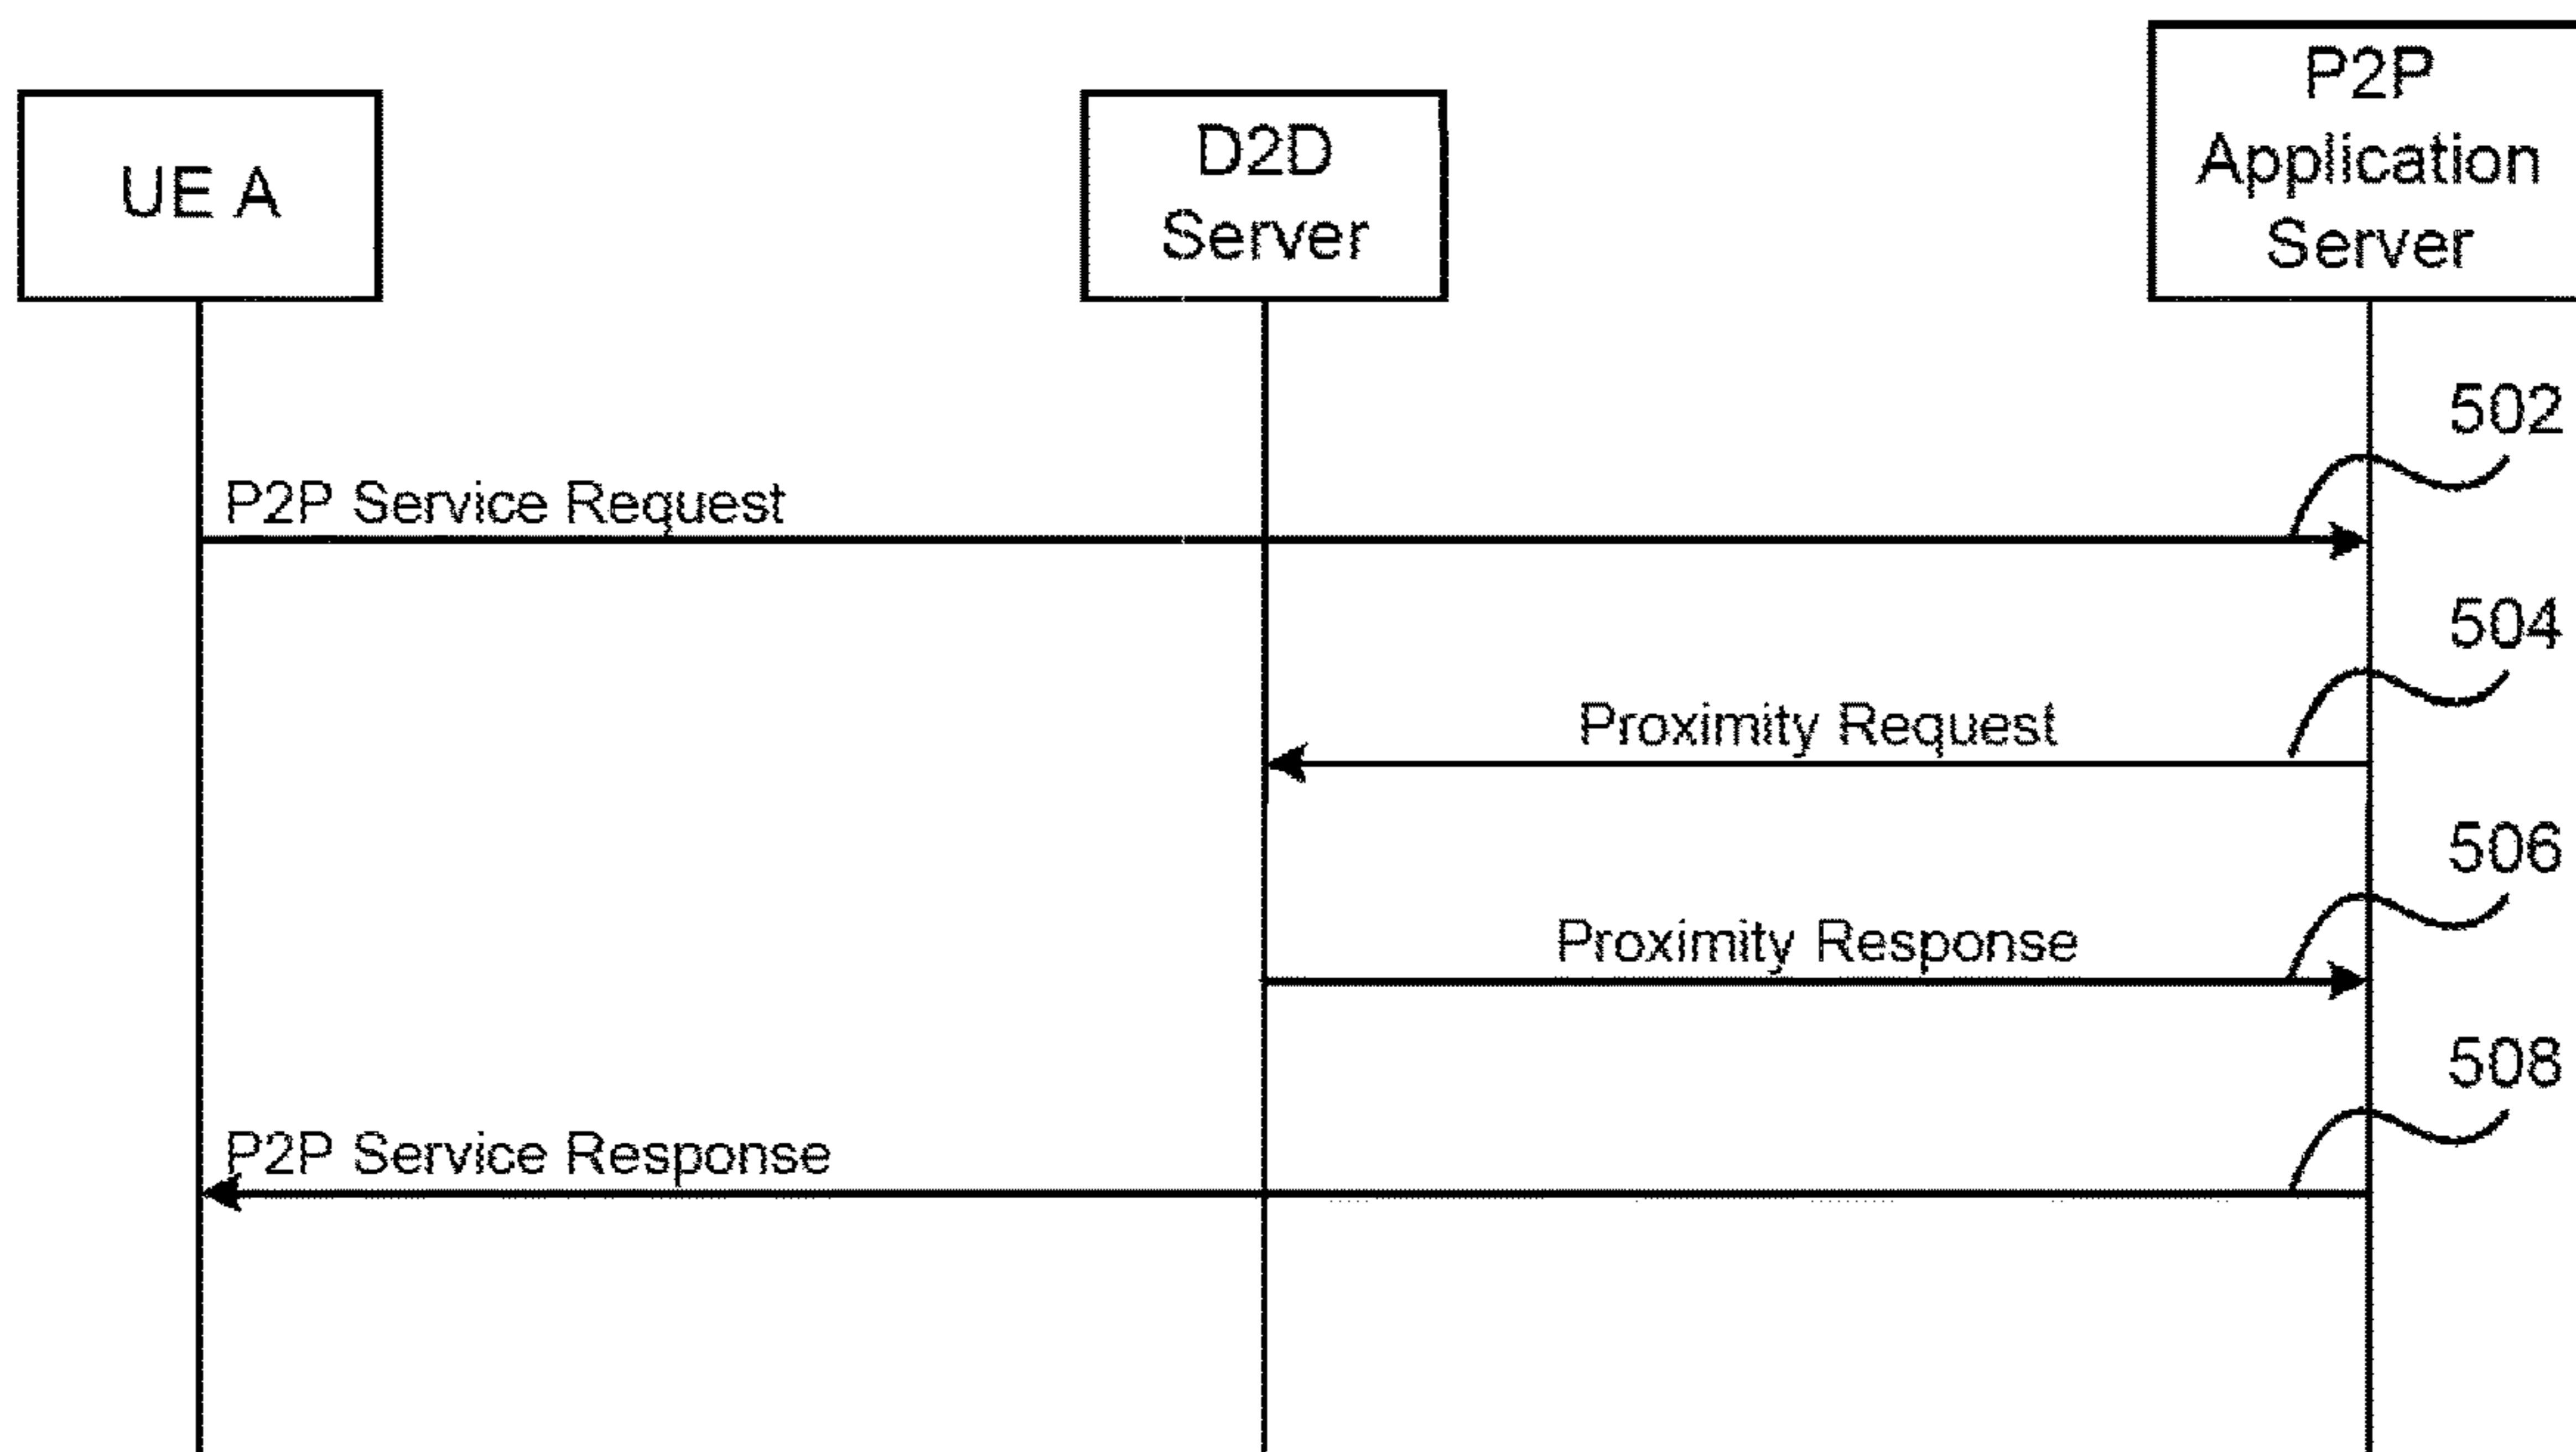 UE A
D2D
Server
P2P
Application
Server
502
P2P Service Request
504
Proximity Request
506
Proximity Response
508
P2P Service Response